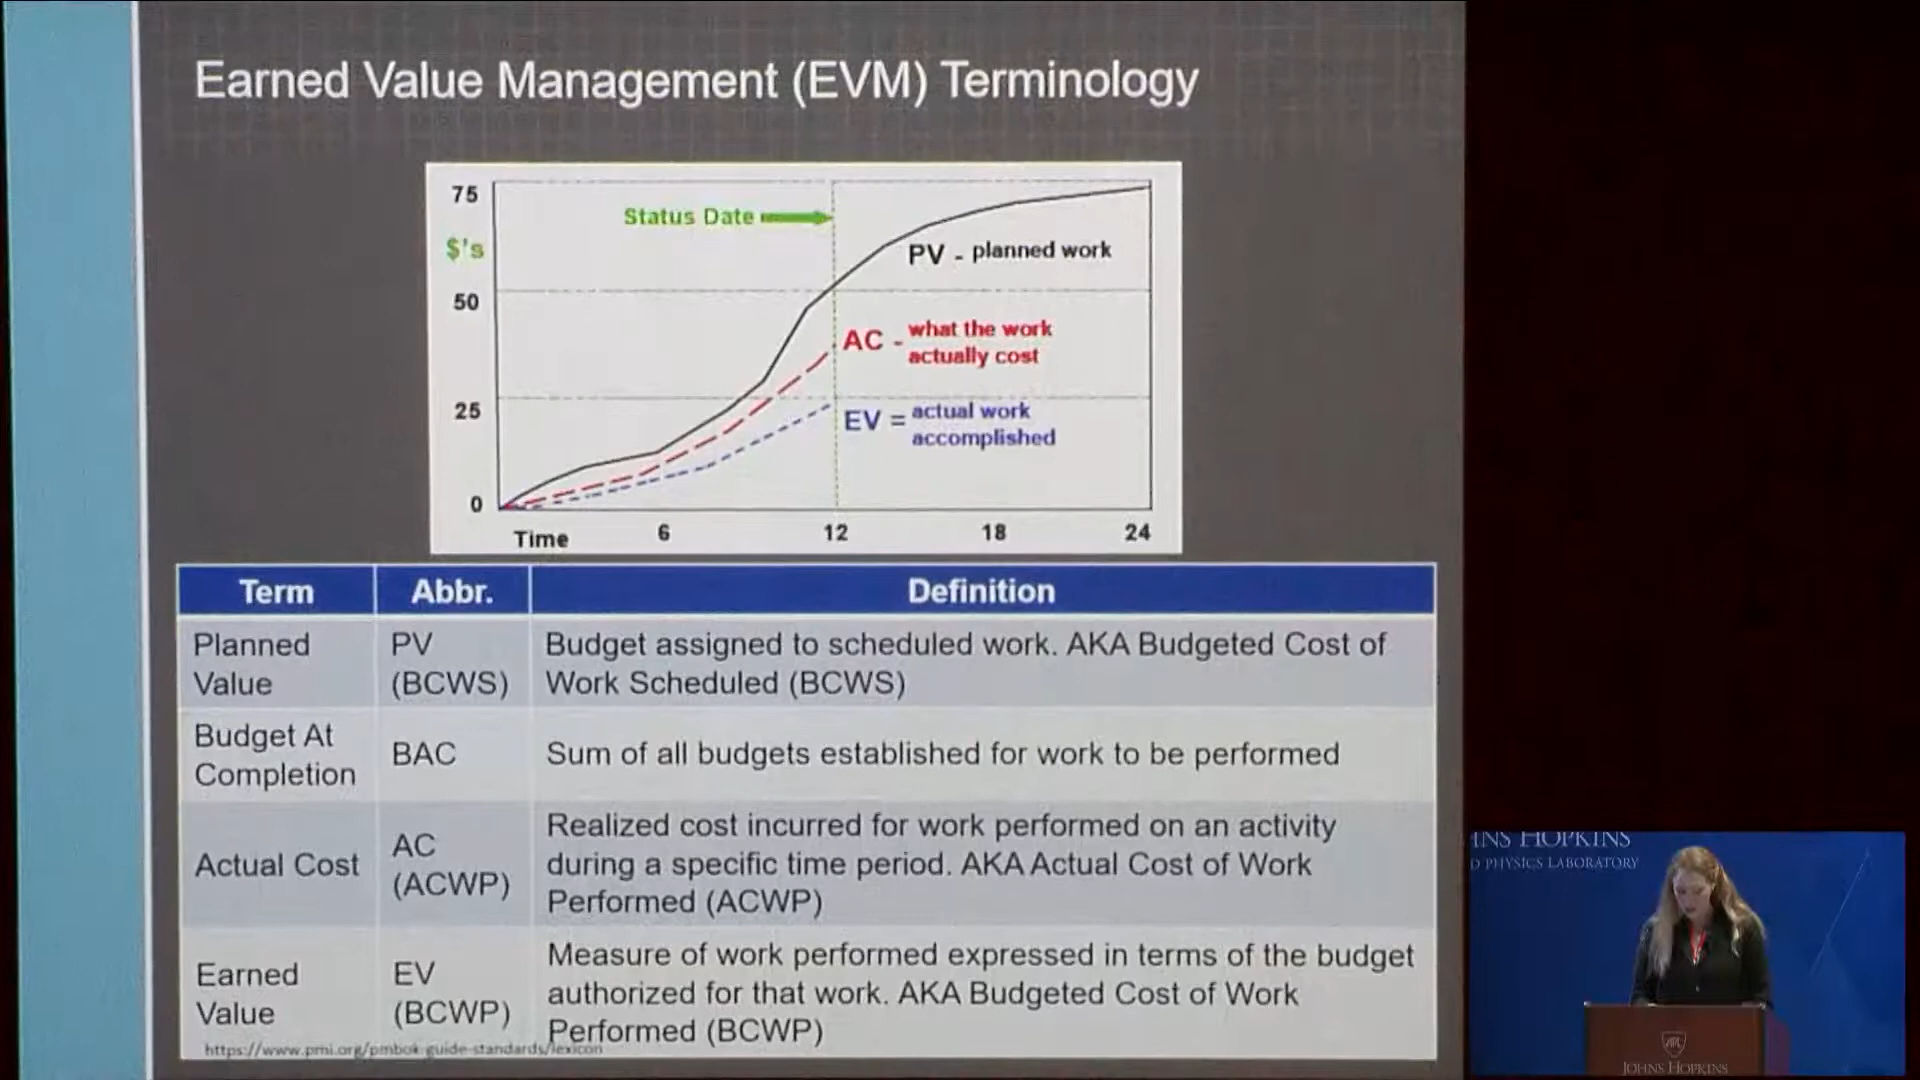 Earned Value Management (EVM) Terminology
75
Status Date
$'s
PV - planned work
50
AC - what the work
actually cost
25
EV = actual work
accomplished
0
Time 6 12 18 24
Term Abbr. Definition
Planned
Value
PV
(BCWS)
Budget assigned to scheduled work. AKA Budgeted Cost of
Work Scheduled (BCWS)
Budget At
Completion
BAC
Sum of all budgets established for work to be performed
Actual Cost
AC
(ACWP)
Realized cost incurred for work performed on an activity
during a specific time period. AKA Actual Cost of Work
Performed (ACWP)
Earned
Value
EV
(BCWP)
Measure of work performed expressed in terms of the budget
authorized for that work. AKA Budgeted Cost of Work
Performed (BCWP)
https://www.pmi.org/pmbok-guide-standards/lexicon
HNS HOPKINS
D PHYSICS LABORATORY
APL
JOHNS HOPKINS